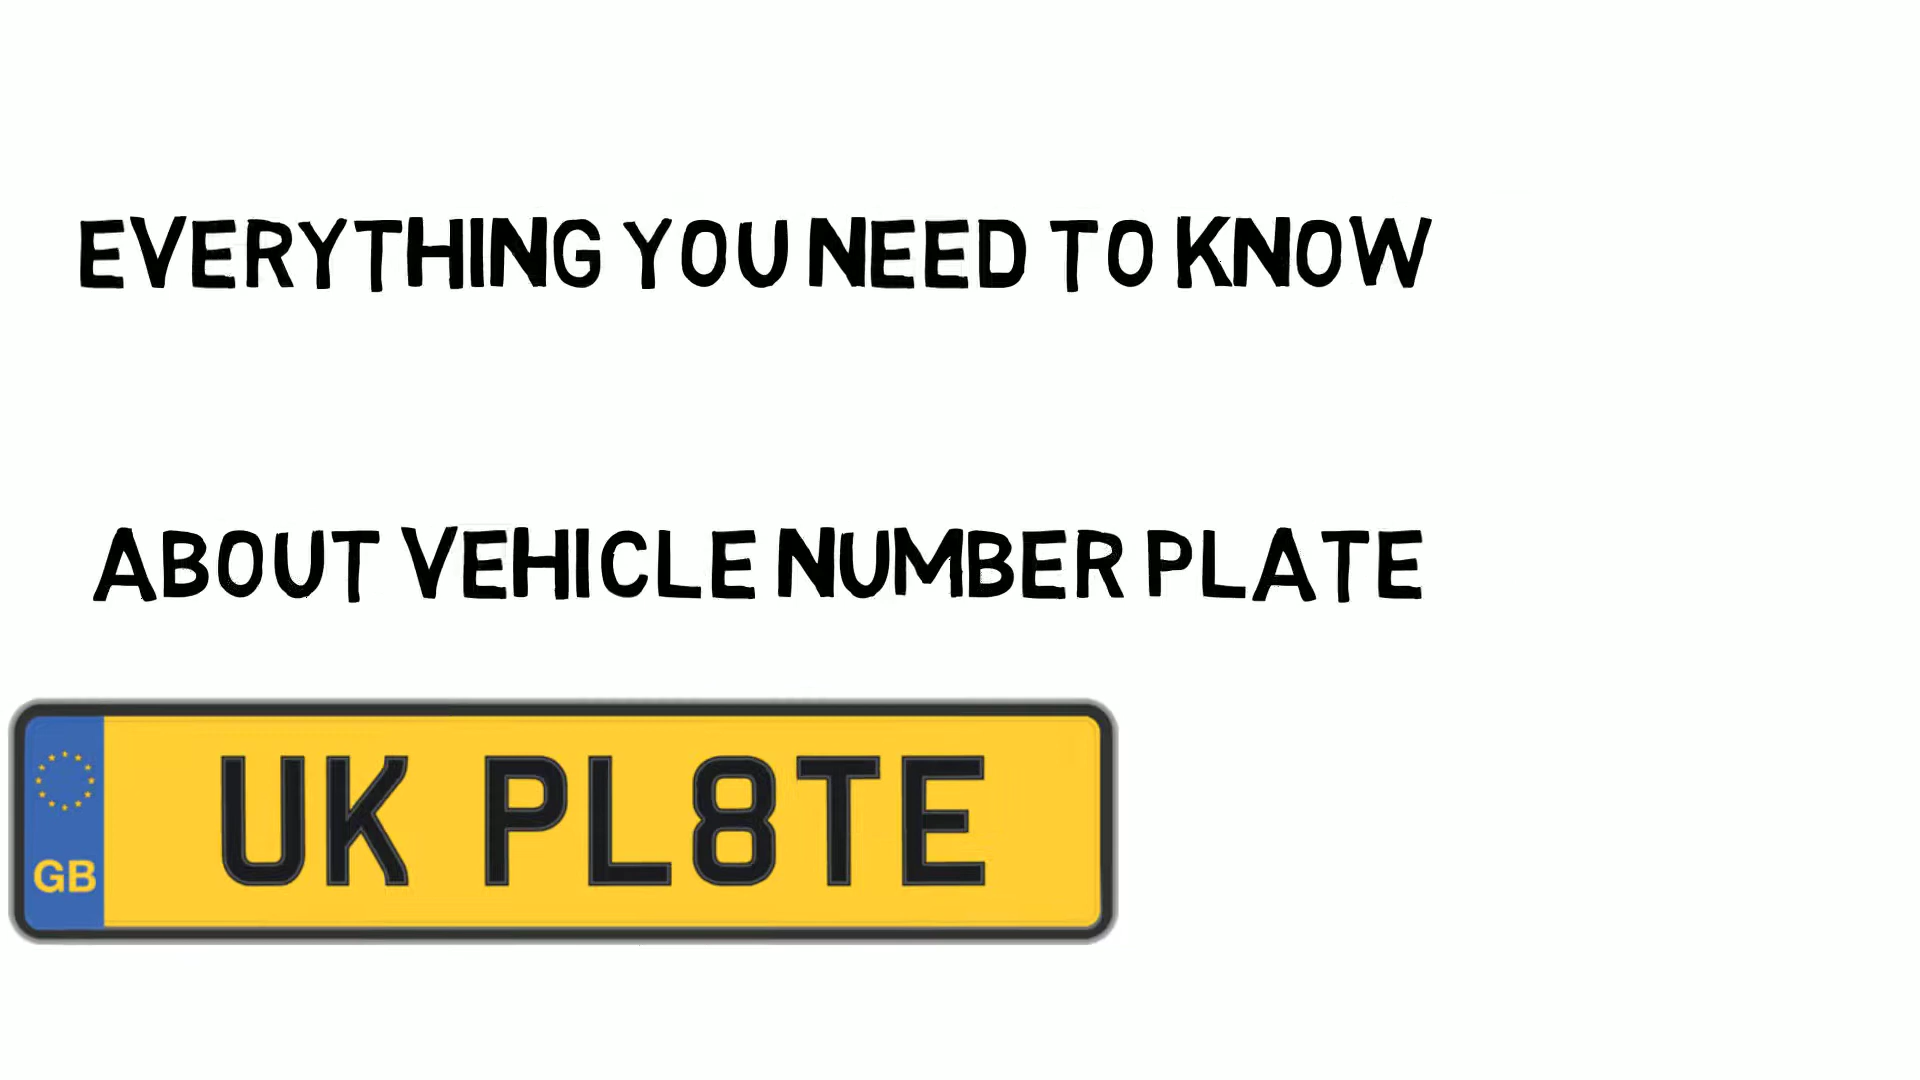 EVERYTHING YOU NEED TO KNOW
ABOUT VEHICLE NUMBER PLATE
UK PL8TE
GB